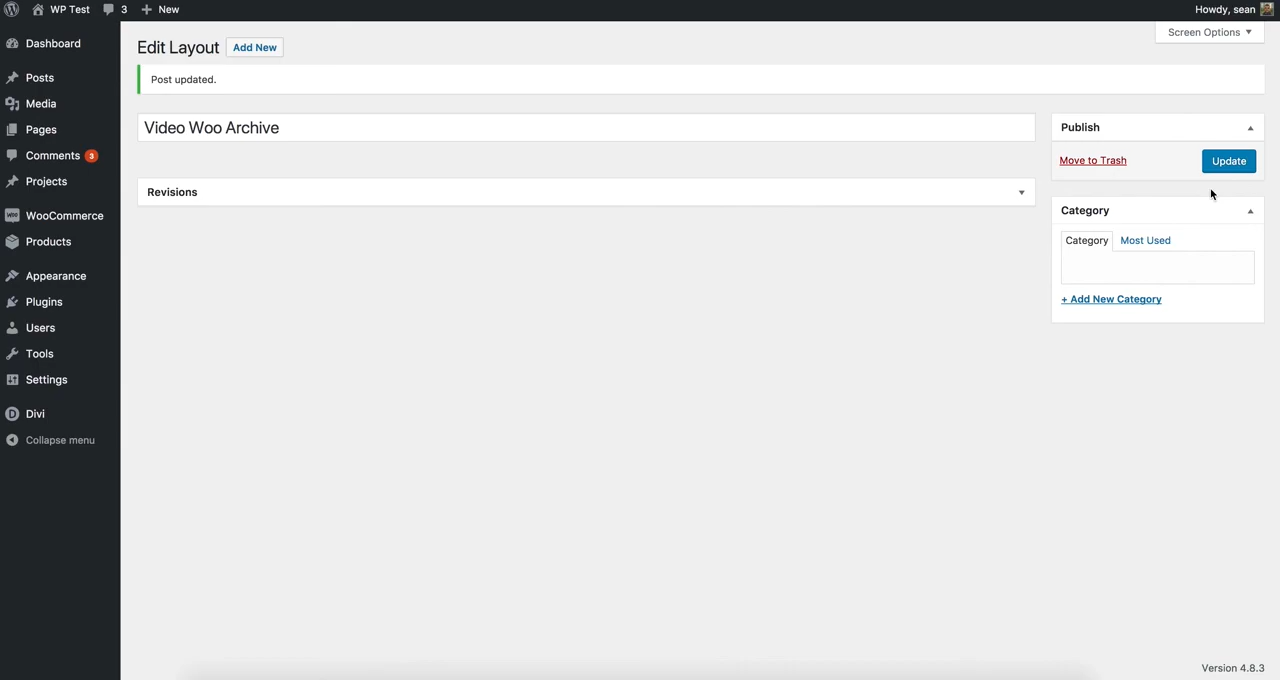 WP Test 3 New Howdy, sean
Screen Options ▼
Dashboard
Posts
Media
Pages
Comments 3
Projects
WooCommerce
Products
Appearance
Plugins
Users
Tools
Settings
Divi
Collapse menu
Edit Layout Add New
Post updated.
Video Woo Archive
Revisions
Publish
Move to Trash Update
Category
Category Most Used
+ Add New Category
Version 4.8.3